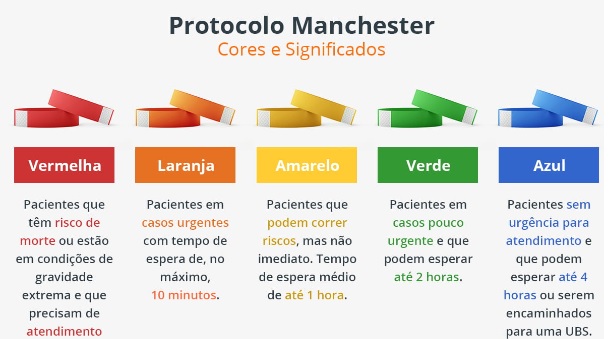 Protocolo Manchester
Cores e Significados
Vermelha
Pacientes que
têm risco de
morte ou estão
em condições de
gravidade
extrema e que
precisam de
atendimento
Laranja
Pacientes em
casos urgentes
com tempo de
espera de, no
máximo,
10 minutos.
Amarelo
Pacientes que
podem correr
riscos, mas não
imediato. Tempo
de espera médio
de até 1 hora.
Verde
Pacientes em
casos pouco
urgente e que
podem esperar
até 2 horas.
Azul
Pacientes sem
urgência para
atendimento e
que podem
esperar até 4
horas ou serem
encaminhados
para uma UBS.